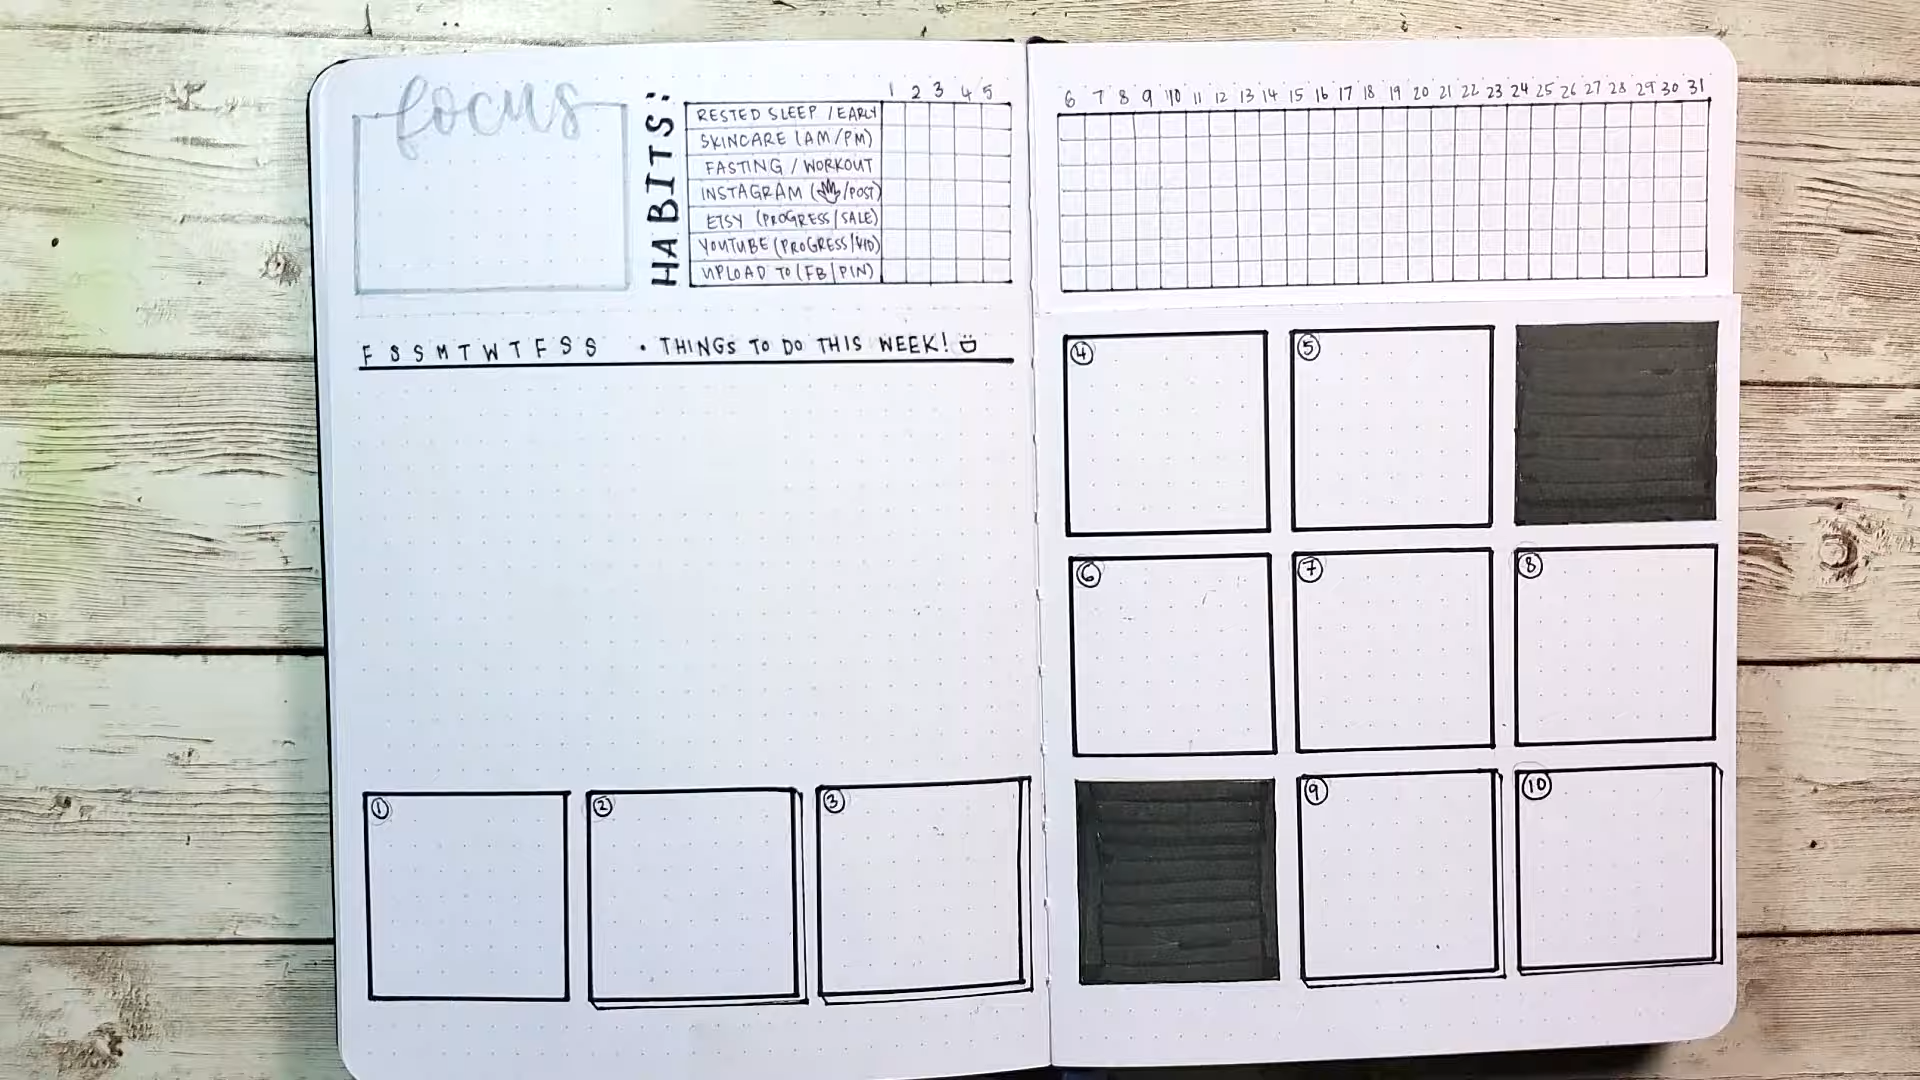 focus
HABITS:
1 2 3 4 5 6 7 8 9 10 11 12 13 14 15 16 17 18 19 20 21 22 23 24 25 26 27 28 29 30 31
RESTED SLEEP / EARLY
SKINCARE (AM/PM)
FASTING / WORKOUT
INSTAGRAM (/POST)
ETSY (PROGRESS/SALE)
YOUTUBE (PROGRESS/VID)
UPLOAD TO (FB/PIN)
F S S M T W T F S S • THINGS TO DO THIS WEEK!
1
2
3
4
5
6
7
8
9
10